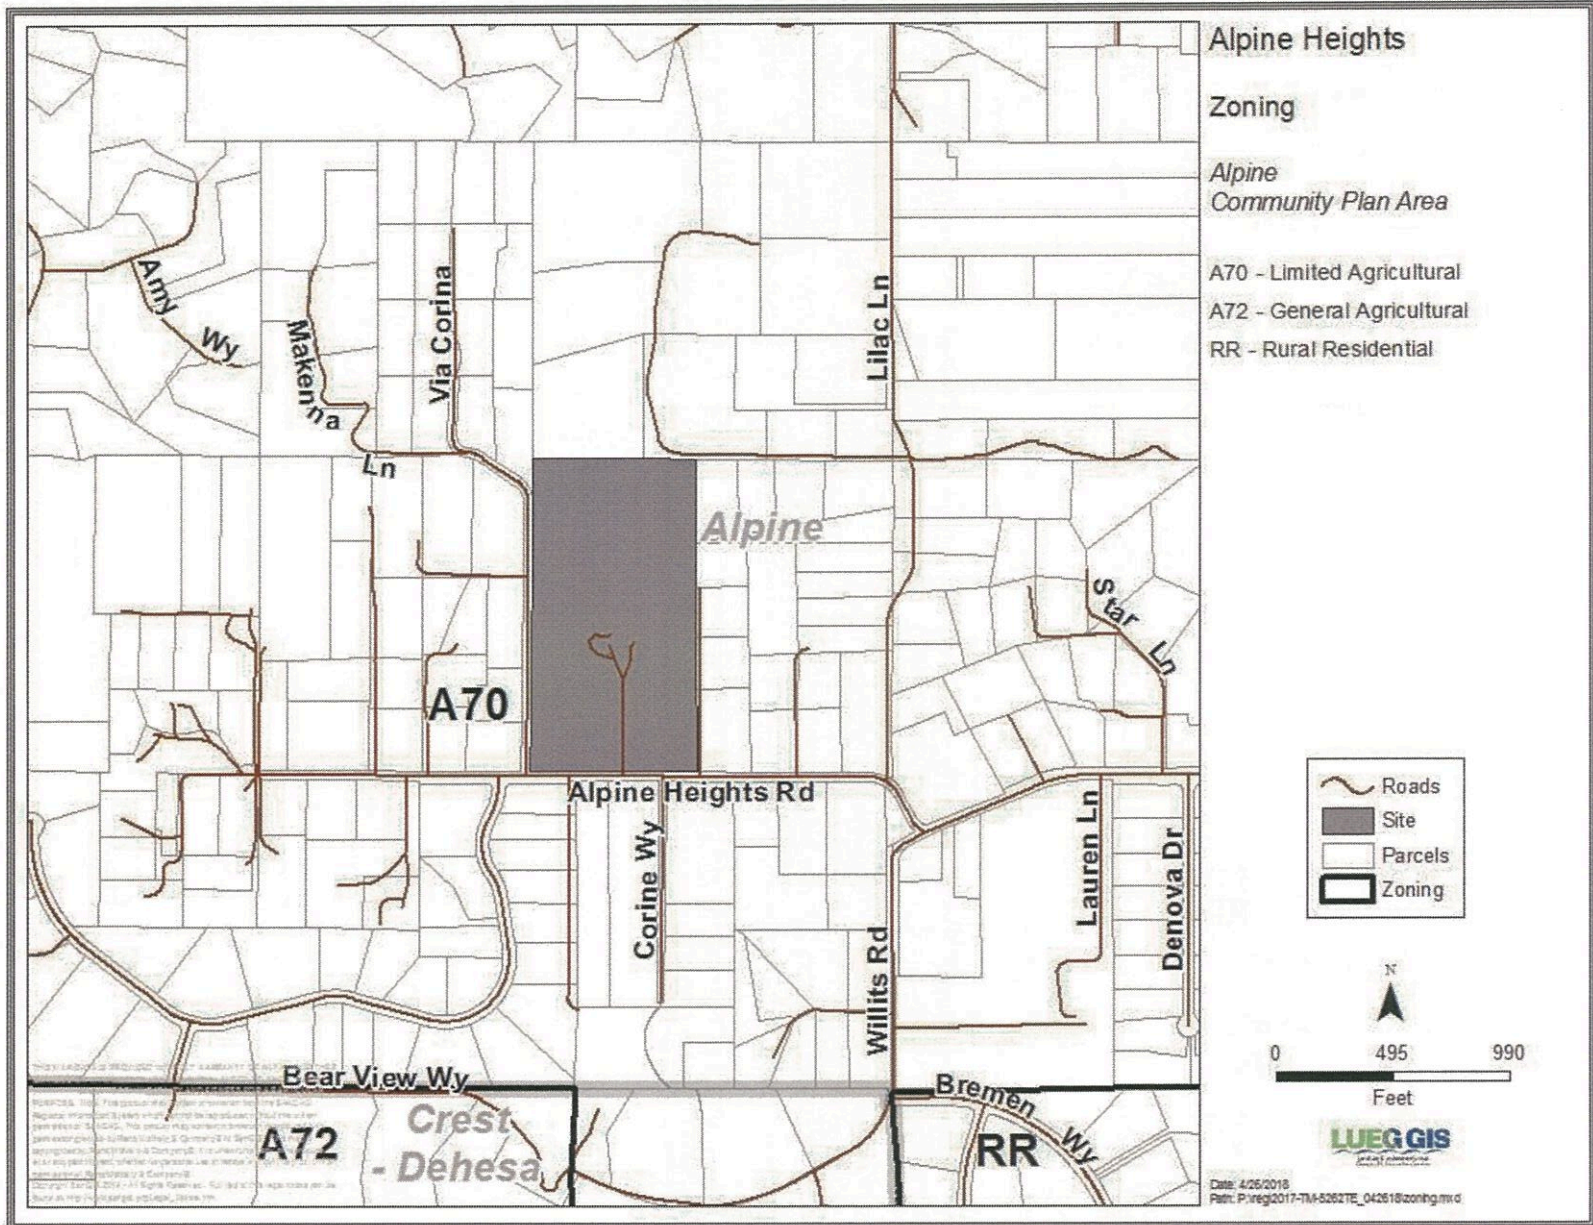 Alpine Heights
Zoning
Alpine
Community Plan Area
A70 - Limited Agricultural
A72 - General Agricultural
RR - Rural Residential
Amy
Wy
Makenna
Ln
Via Corina
Lilac Ln
Alpine
Star
Ln
A70
Alpine Heights Rd
Corine Wy
Willits Rd
Lauren Ln
Denova Dr
Bear View Wy
Bremen
Wy
Crest
- Dehesa
A72
RR
Roads
Site
Parcels
Zoning
N
0 495 990
Feet
LUEG GIS
Date: 4/26/2018